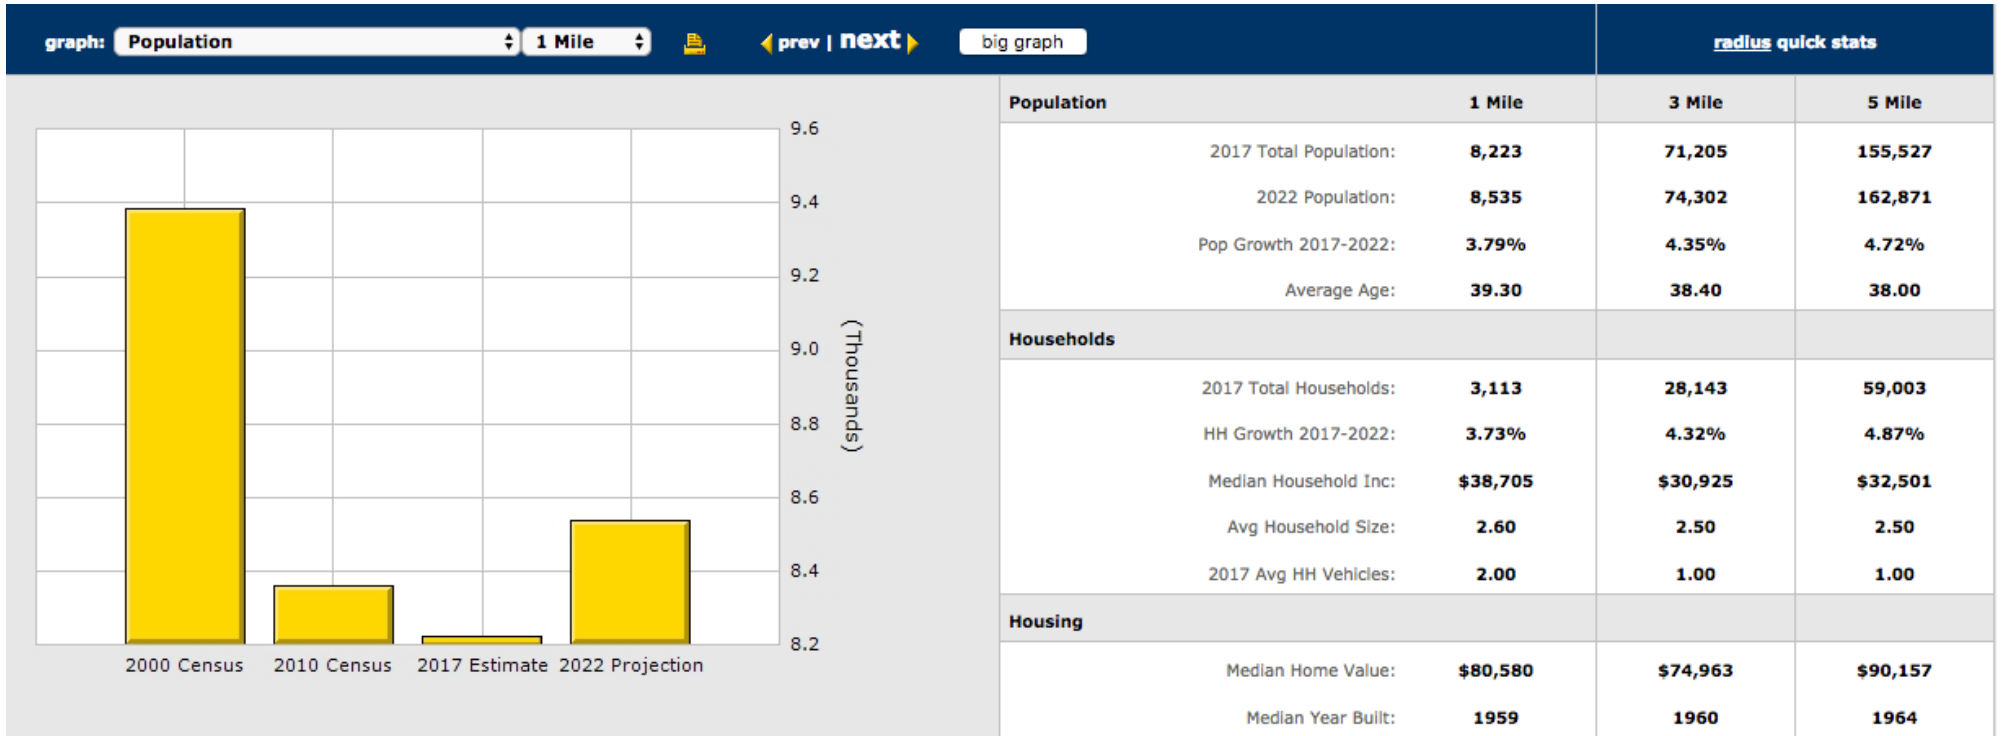 graph: Population 1 Mile prev | next big graph radius quick stats
9.6
9.4
9.2
9.0
8.8
8.6
8.4
8.2
(Thousands)
2000 Census 2010 Census 2017 Estimate 2022 Projection
Population 1 Mile 3 Mile 5 Mile
2017 Total Population: 8,223 71,205 155,527
2022 Population: 8,535 74,302 162,871
Pop Growth 2017-2022: 3.79% 4.35% 4.72%
Average Age: 39.30 38.40 38.00
Households
2017 Total Households: 3,113 28,143 59,003
HH Growth 2017-2022: 3.73% 4.32% 4.87%
Median Household Inc: $38,705 $30,925 $32,501
Avg Household Size: 2.60 2.50 2.50
2017 Avg HH Vehicles: 2.00 1.00 1.00
Housing
Median Home Value: $80,580 $74,963 $90,157
Median Year Built: 1959 1960 1964